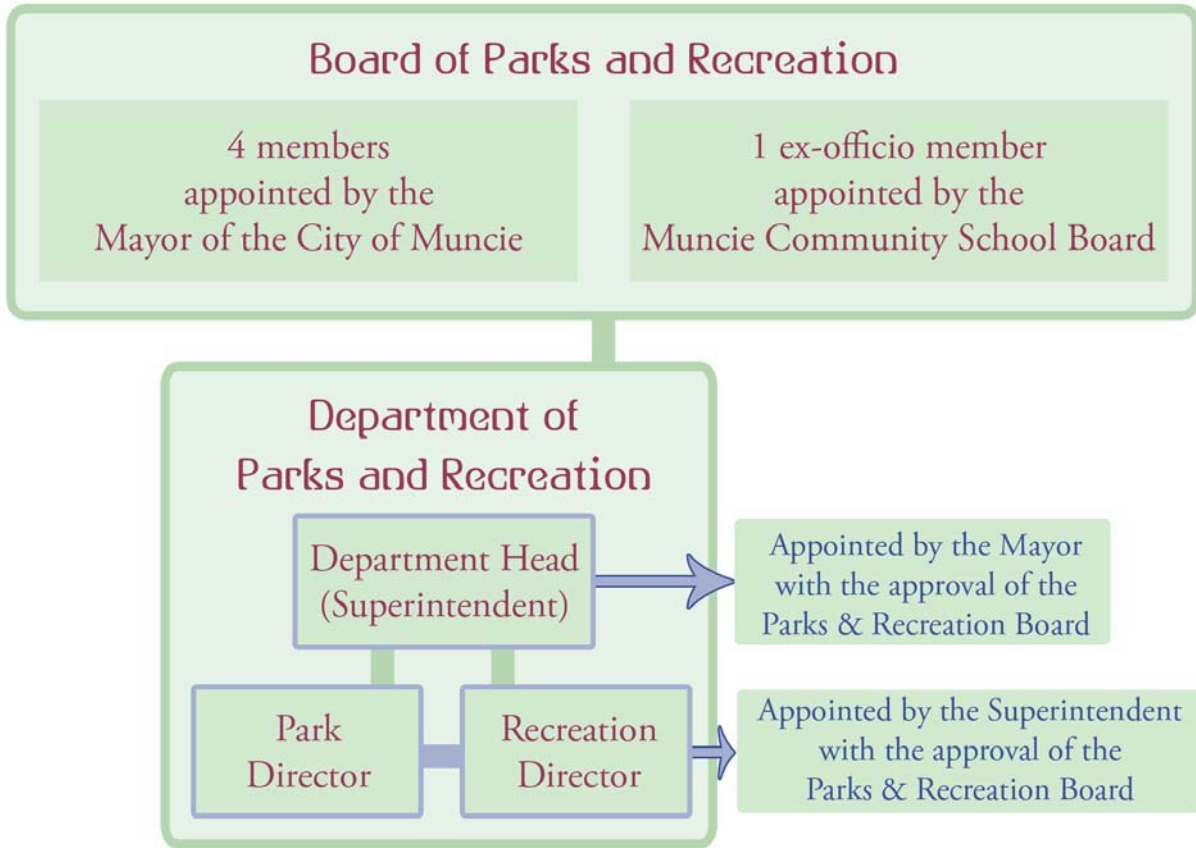 Board of Parks and Recreation
4 members
appointed by the
Mayor of the City of Muncie
1 ex-officio member
appointed by the
Muncie Community School Board
Department of
Parks and Recreation
Department Head
(Superintendent)
Appointed by the Mayor
with the approval of the
Parks & Recreation Board
Park
Director
Recreation
Director
Appointed by the Superintendent
with the approval of the
Parks & Recreation Board